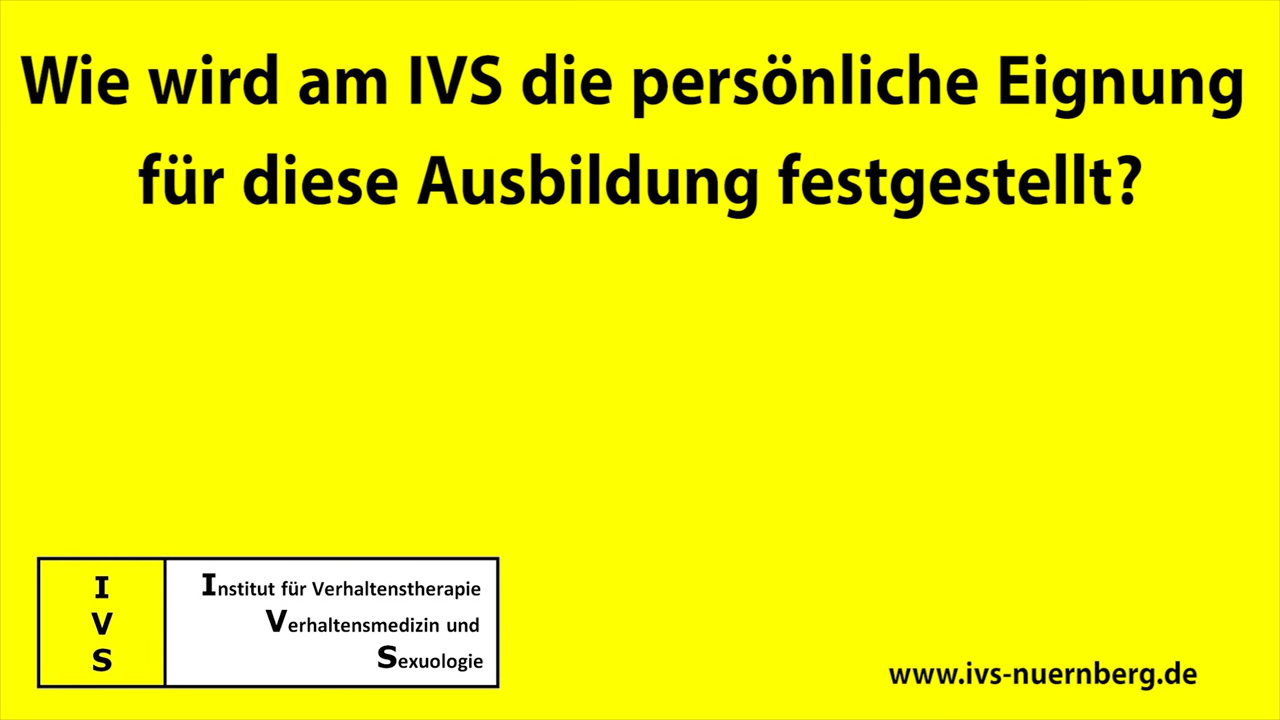 Wie wird am IVS die persönliche Eignung
für diese Ausbildung festgestellt?
I
V
S
Institut für Verhaltenstherapie
Verhaltensmedizin und
Sexuologie
www.ivs-nuernberg.de